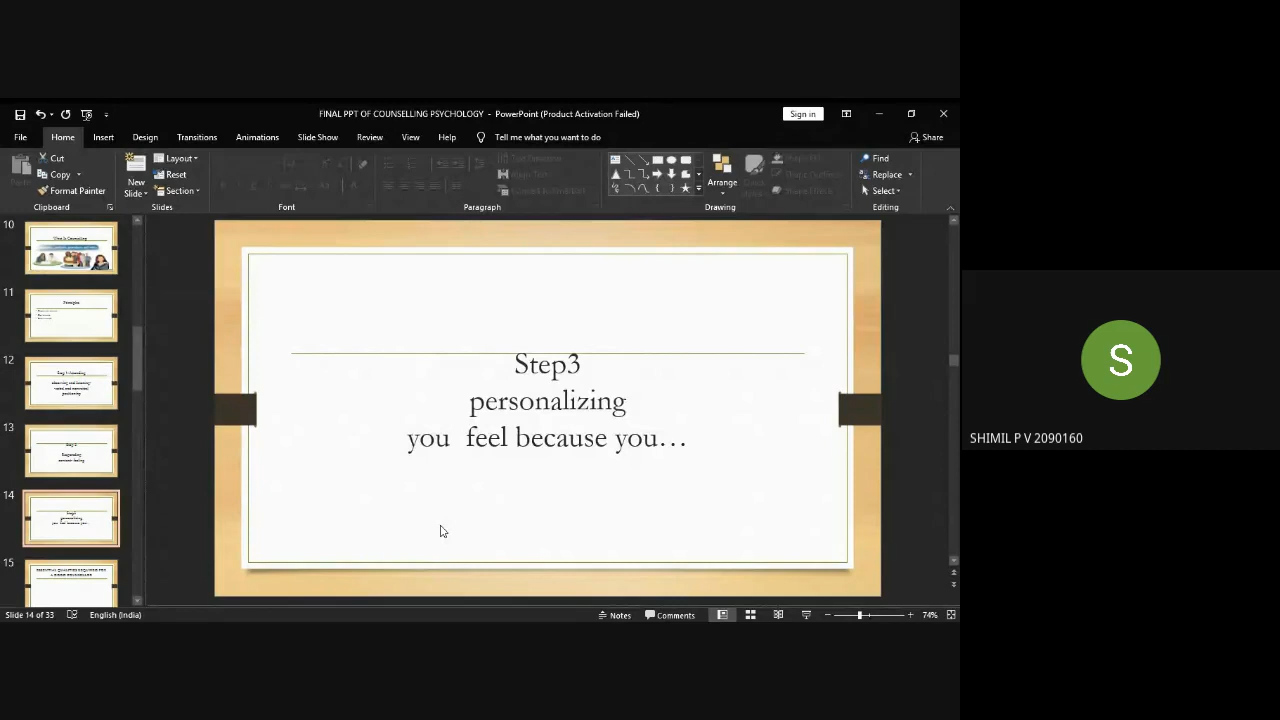 FINAL PPT OF COUNSELLING PSYCHOLOGY - PowerPoint (Product Activation Failed)
Sign in
File Home Insert Design Transitions Animations Slide Show Review View Help Tell me what you want to do Share
Cut
Copy
Format Painter
Clipboard
New Slide
Layout
Reset
Section
Slides
Font
Paragraph
Arrange
Drawing
Find
Replace
Select
Editing
10
11
12
13
14
15
Step3
personalizing
you feel because you...
S
SHIMIL P V 2090160
Slide 14 of 33 English (India) Notes Comments 74%